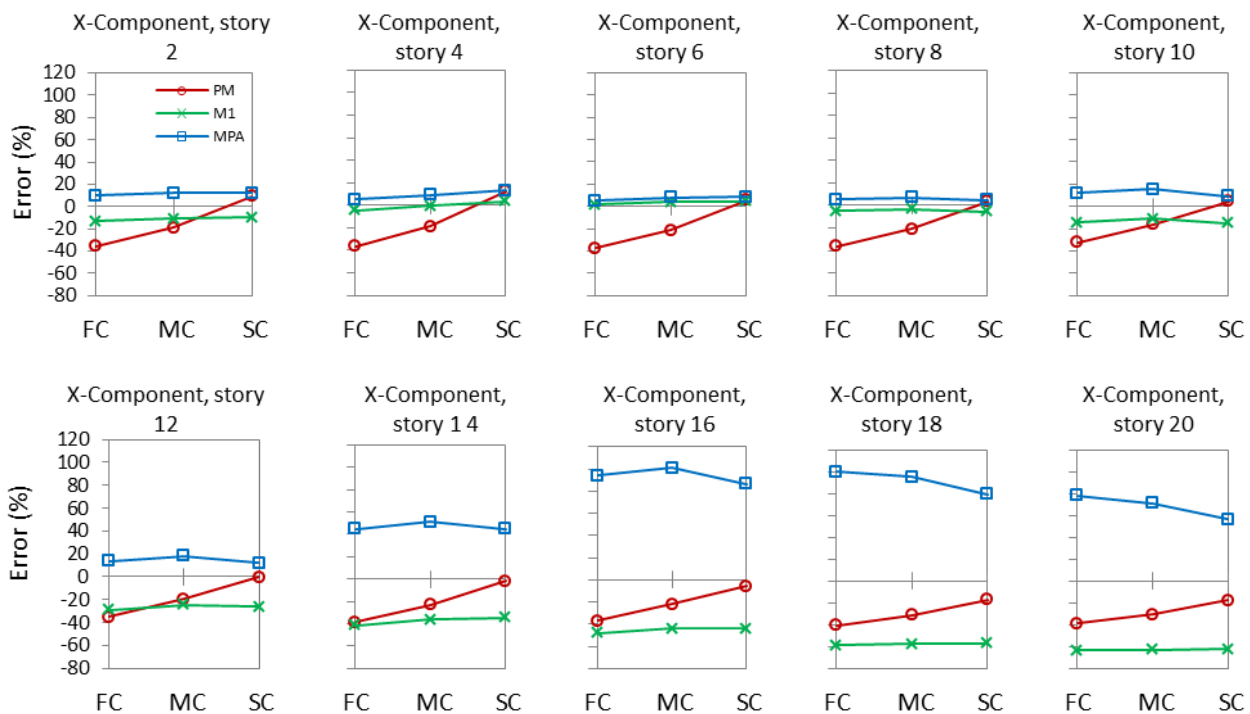 X-Component, story
2
X-Component,
story 4
X-Component,
story 6
X-Component,
story 8
X-Component,
story 10
Error (%)
120
100
80
60
40
20
0
-20
-40
-60
-80
PM
M1
MPA
FC MC SC
FC MC SC
FC MC SC
FC MC SC
FC MC SC
X-Component, story
12
X-Component,
story 1 4
X-Component,
story 16
X-Component,
story 18
X-Component,
story 20
Error (%)
120
100
80
60
40
20
0
-20
-40
-60
-80
FC MC SC
FC MC SC
FC MC SC
FC MC SC
FC MC SC